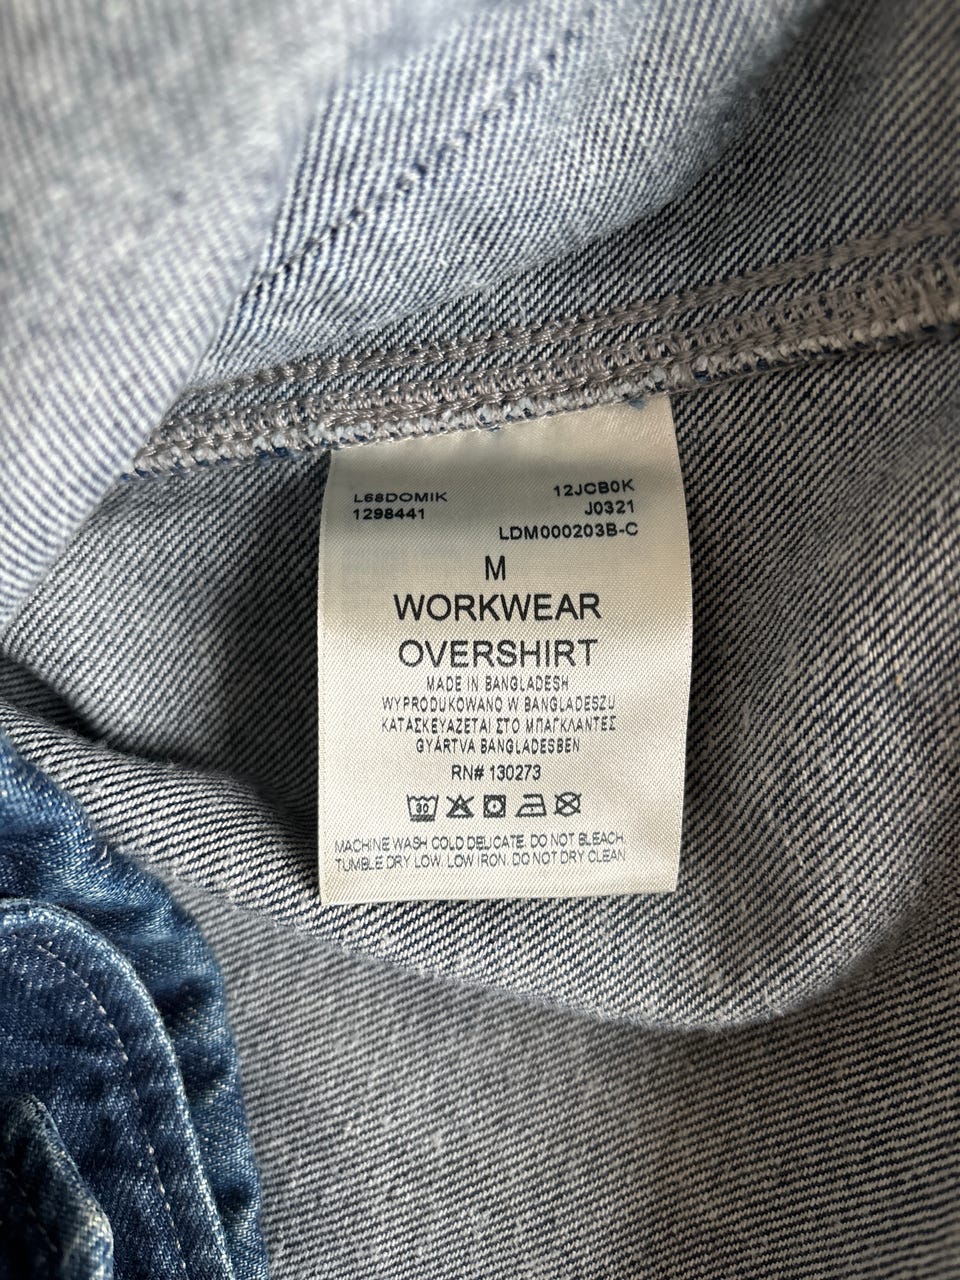 L68DOMIK 12JCB0K
1298441 J0321
LDM000203B-C
M
WORKWEAR
OVERSHIRT
MADE IN BANGLADESH
WYPRODUKOWANO W BANGLADESZU
ΚΑΤΑΣΚΕΥΑΖΕΤΑΙ ΣΤΟ ΜΠΑΓΚΛΑΝΤΕΣ
GYÁRTVA BANGLADESBEN
RN# 130273
30
MACHINE WASH COLD DELICATE. DO NOT BLEACH.
TUMBLE DRY LOW. LOW IRON. DO NOT DRY CLEAN